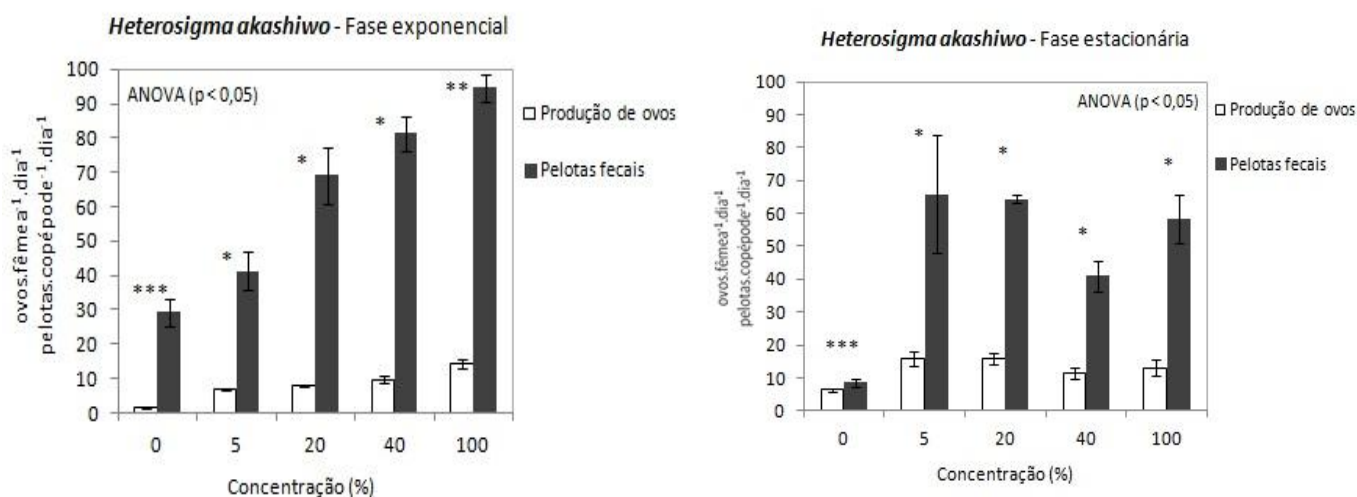 Heterosigma akashiwo - Fase exponencial
100
90
80
70
60
50
40
30
20
10
0
ovos.fêmea⁻¹.dia⁻¹
pelotas.copépode⁻¹.dia⁻¹
ANOVA (p < 0,05)
***
*
*
*
**
0 5 20 40 100
Concentração (%)
Produção de ovos
Pelotas fecais
Heterosigma akashiwo - Fase estacionária
100
90
80
70
60
50
40
30
20
10
0
ovos.fêmea⁻¹.dia⁻¹
pelotas.copépode⁻¹.dia⁻¹
ANOVA (p < 0,05)
***
*
*
*
*
0 5 20 40 100
Concentração (%)
Produção de ovos
Pelotas fecais